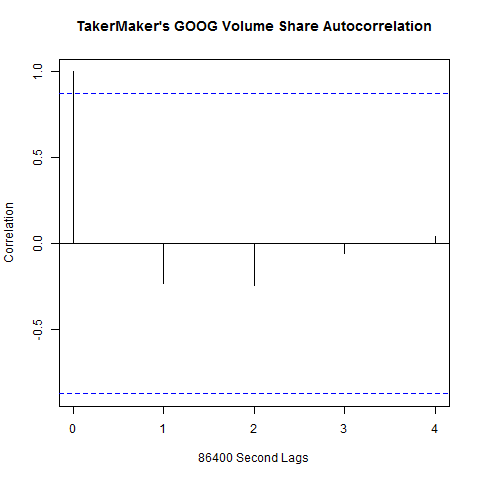 TakerMaker's GOOG Volume Share Autocorrelation
1.0
0.5
0.0
-0.5
Correlation
0 1 2 3 4
86400 Second Lags